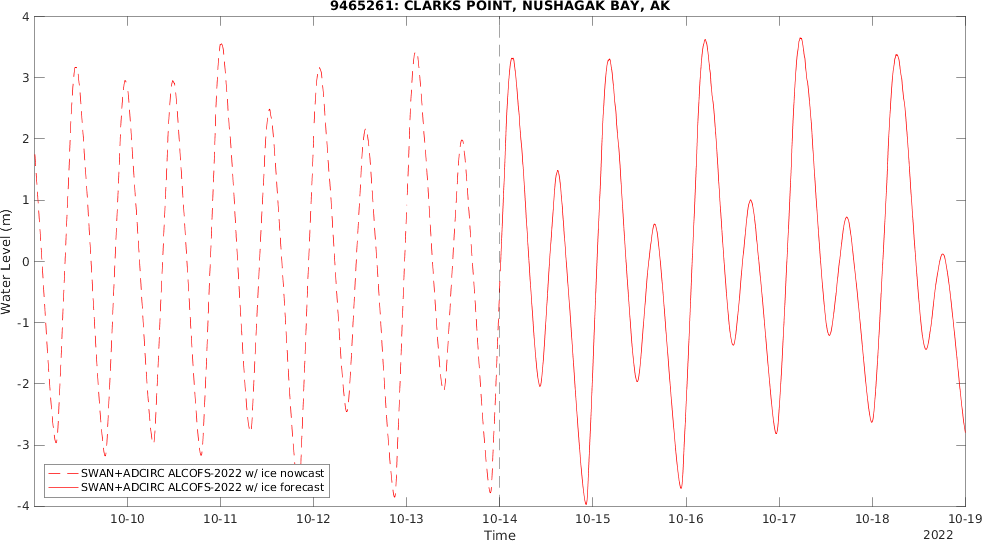 9465261: CLARKS POINT, NUSHAGAK BAY, AK
4
3
2
1
0
-1
-2
-3
-4
Water Level (m)
SWAN+ADCIRC ALCOFS-2022 w/ ice nowcast
SWAN+ADCIRC ALCOFS-2022 w/ ice forecast
10-10 10-11 10-12 10-13 10-14 10-15 10-16 10-17 10-18 10-19
Time
2022